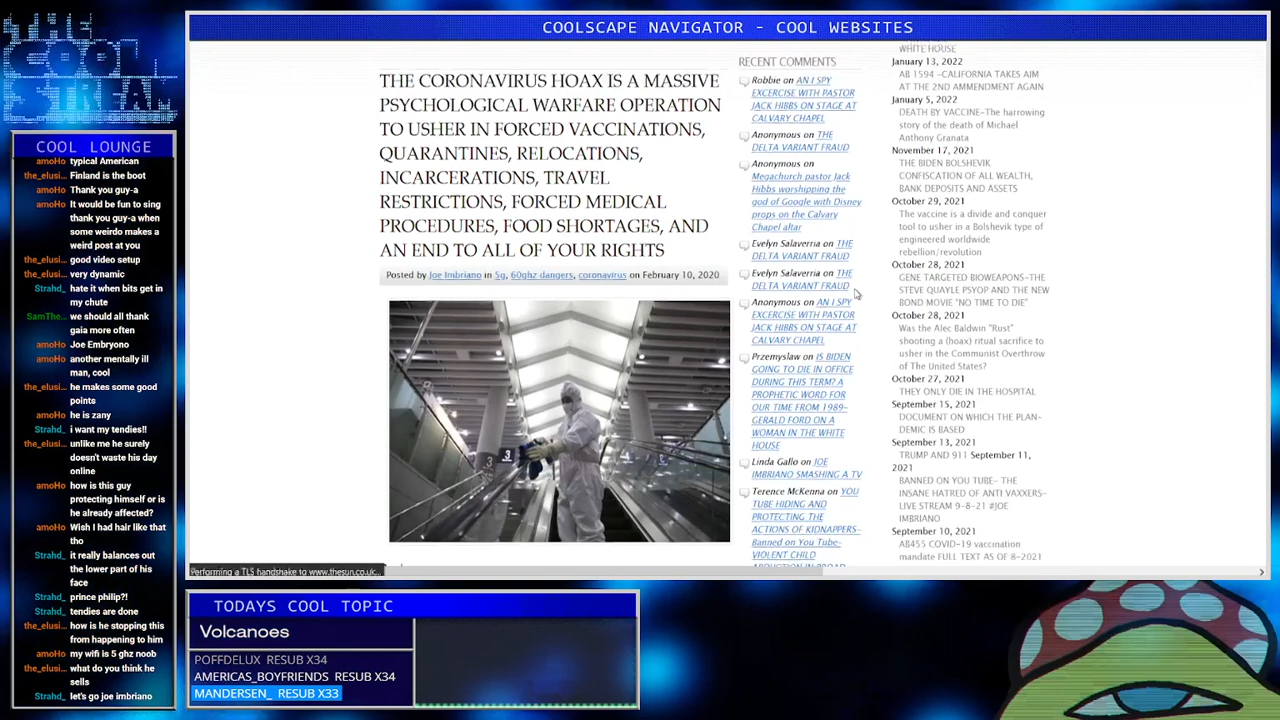 COOLSCAPE NAVIGATOR - COOL WEBSITES
COOL LOUNGE
amoHo typical American
the_elusi... Finland is the boot
amoHo Thank you guy-a
amoHo It would be fun to sing
thank you guy-a when
some weirdo makes a
weird post at you
the_elusi... good video setup
the_elusi... very dynamic
Strahd_ hate it when bits get in
my chute
SamThe... we should all thank
gaia more often
amoHo Joe Embryono
amoHo another mentally ill
man, cool
the_elusi... he makes some good
points
amoHo he is zany
Strahd_ i want my tondies!!
the_elusi... unlike me he surely
doesn't waste his day
online
amoHo how is this guy
protecting himself or is
he already affected?
amoHo Wish I had hair like that
tho
Strahd_ it really balances out
the lower part of his
face
Strahd_ prince philip?!
Strahd_ tendies are done
the_elusi... how is he stopping this
from happening to him
amoHo my wifi is 5 ghz noob
the_elusi... what do you think he
sells
Strahd_ let's go joe imbriano
THE CORONAVIRUS HOAX IS A MASSIVE
PSYCHOLOGICAL WARFARE OPERATION
TO USHER IN FORCED VACCINATIONS,
QUARANTINES, RELOCATIONS,
INCARCERATIONS, TRAVEL
RESTRICTIONS, FORCED MEDICAL
PROCEDURES, FOOD SHORTAGES, AND
AN END TO ALL OF YOUR RIGHTS
Posted by Joe Imbriano in 5g, 60ghz dangers, coronavirus on February 10, 2020
3 3
Performing a TLS handshake to www.thesun.co.uk...
RECENT COMMENTS
Robbie on AN I SPY
EXCERCISE WITH PASTOR
JACK HIBBS ON STAGE AT
CALVARY CHAPEL
Anonymous on THE
DELTA VARIANT FRAUD
Anonymous on
Megachurch pastor Jack
Hibbs worshipping the
god of Google with Disney
props on the Calvary
Chapel altar
Evelyn Salaverria on THE
DELTA VARIANT FRAUD
Evelyn Salaverria on THE
DELTA VARIANT FRAUD
Anonymous on AN I SPY
EXCERCISE WITH PASTOR
JACK HIBBS ON STAGE AT
CALVARY CHAPEL
Przemyslaw on IS BIDEN
GOING TO DIE IN OFFICE
DURING THIS TERM? A
PROPHETIC WORD FOR
OUR TIME FROM 1989-
GERALD FORD ON A
WOMAN IN THE WHITE
HOUSE
Linda Gallo on JOE
IMBRIANO SMASHING A TV
Terence McKenna on YOU
TUBE HIDING AND
PROTECTING THE
ACTIONS OF KIDNAPPERS-
Banned on You Tube-
VIOLENT CHILD
ABDUCTION IN BROAD
WHITE HOUSE
January 13, 2022
AB 1594 -CALIFORNIA TAKES AIM
AT THE 2ND AMMENDMENT AGAIN
January 5, 2022
DEATH BY VACCINE-The harrowing
story of the death of Michael
Anthony Granata
November 17, 2021
THE BIDEN BOLSHEVIK
CONFISCATION OF ALL WEALTH,
BANK DEPOSITS AND ASSETS
October 29, 2021
The vaccine is a divide and conquer
tool to usher in a Bolshevik type of
engineered worldwide
rebellion/revolution
October 28, 2021
GENE TARGETED BIOWEAPONS-THE
STEVE QUAYLE PSYOP AND THE NEW
BOND MOVIE "NO TIME TO DIE"
October 28, 2021
Was the Alec Baldwin "Rust"
shooting a (hoax) ritual sacrifice to
usher in the Communist Overthrow
of The United States?
October 27, 2021
THEY ONLY DIE IN THE HOSPITAL
September 15, 2021
DOCUMENT ON WHICH THE PLAN-
DEMIC IS BASED
September 13, 2021
TRUMP AND 911 September 11,
2021
BANNED ON YOU TUBE- THE
INSANE HATRED OF ANTI VAXXERS-
LIVE STREAM 9-8-21 #JOE
IMBRIANO
September 10, 2021
AB455 COVID-19 vaccination
mandate FULL TEXT AS OF 8-2021
TODAYS COOL TOPIC
Volcanoes
POFFDELUX RESUB X34
AMERICAS_BOYFRIENDS RESUB X34
MANDERSEN_ RESUB X33